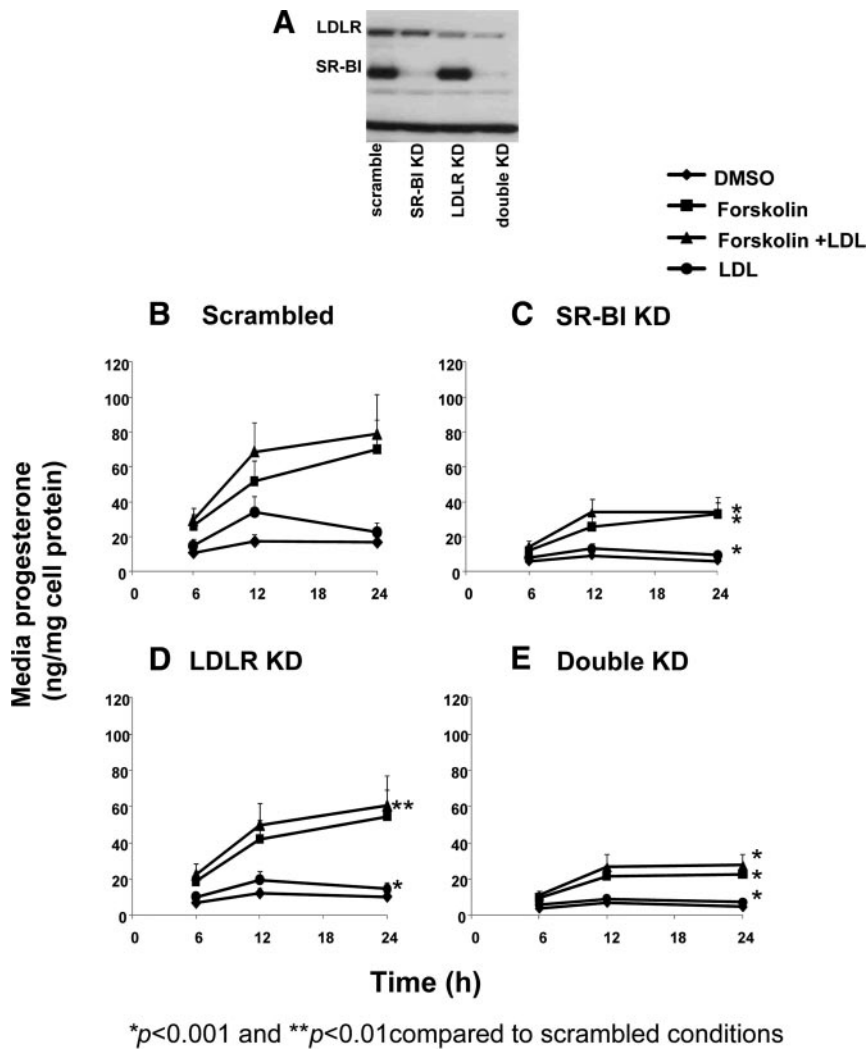 A
LDLR
SR-BI
scramble
SR-BI KD
LDLR KD
double KD
DMSO
Forskolin
Forskolin +LDL
LDL
Media progesterone
(ng/mg cell protein)
B Scrambled
120
100
80
60
40
20
0
0 6 12 18 24
C SR-BI KD
120
100
80
60
40
20
0
0 6 12 18 24
*
*
*
D LDLR KD
120
100
80
60
40
20
0
0 6 12 18 24
**
*
E Double KD
120
100
80
60
40
20
0
0 6 12 18 24
*
*
*
Time (h)
*p<0.001 and **p<0.01compared to scrambled conditions